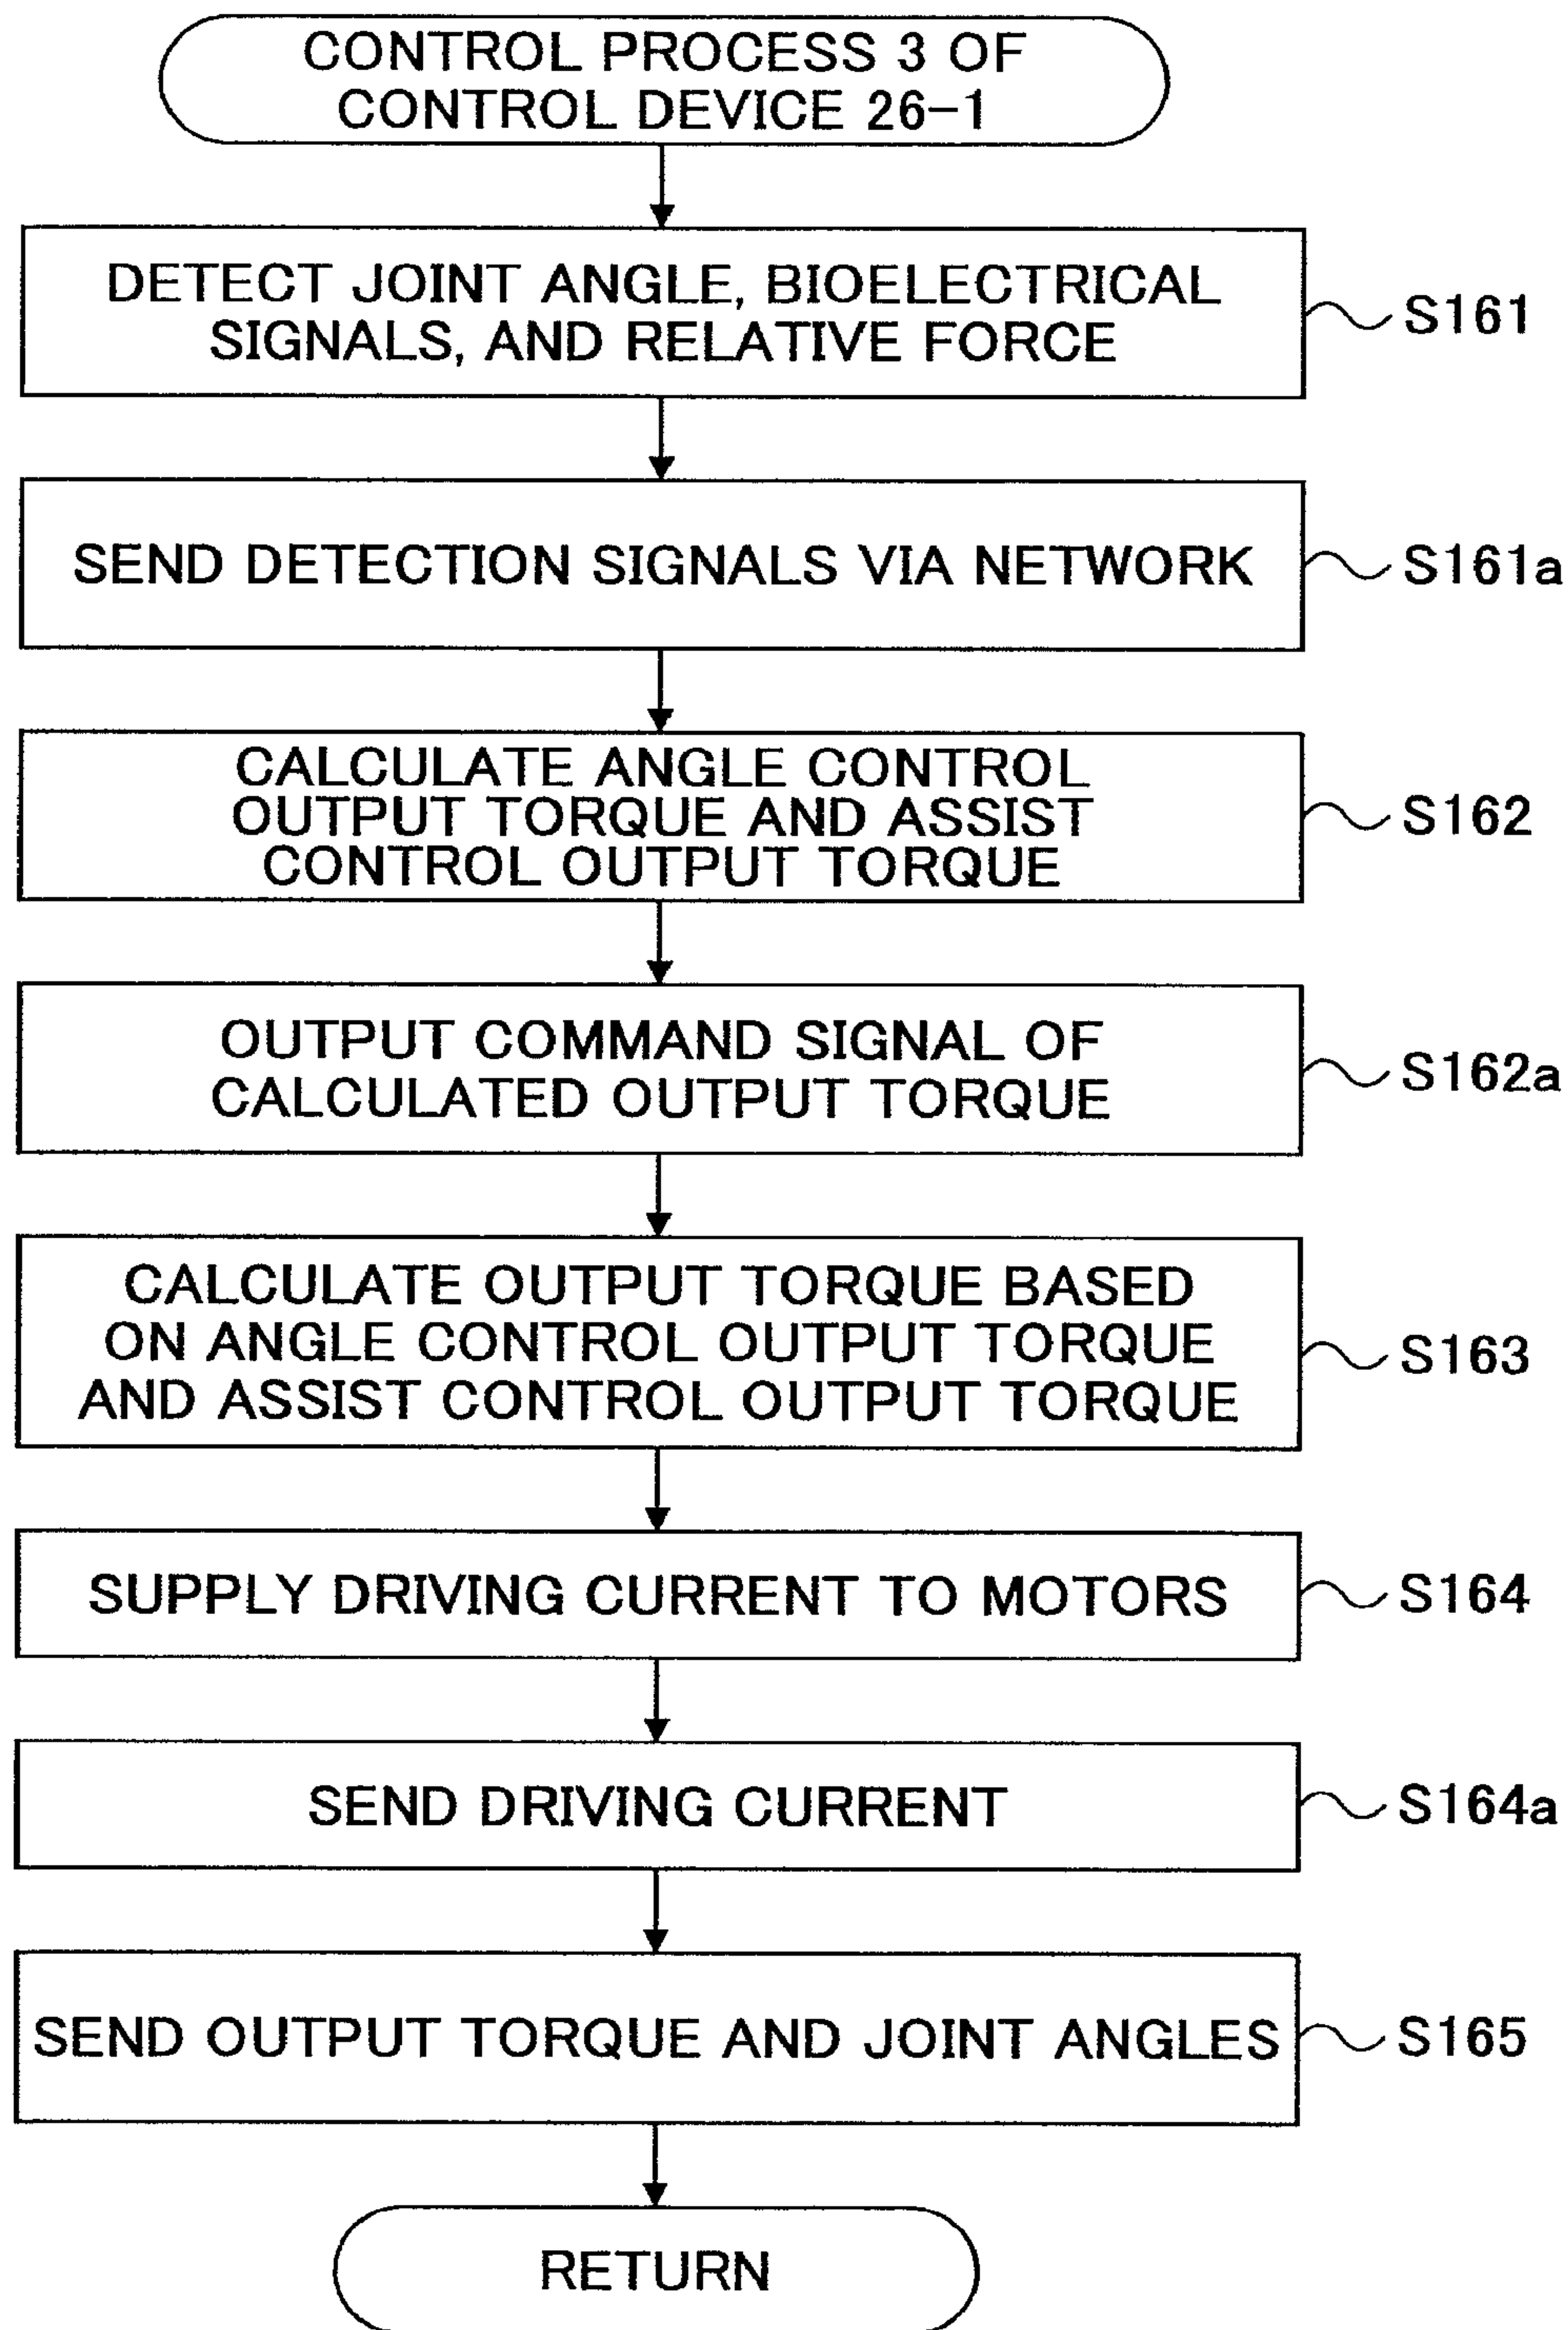 CONTROL PROCESS 3 OF
CONTROL DEVICE 26-1
DETECT JOINT ANGLE, BIOELECTRICAL
SIGNALS, AND RELATIVE FORCE
S161
SEND DETECTION SIGNALS VIA NETWORK
S161a
CALCULATE ANGLE CONTROL
OUTPUT TORQUE AND ASSIST
CONTROL OUTPUT TORQUE
S162
OUTPUT COMMAND SIGNAL OF
CALCULATED OUTPUT TORQUE
S162a
CALCULATE OUTPUT TORQUE BASED
ON ANGLE CONTROL OUTPUT TORQUE
AND ASSIST CONTROL OUTPUT TORQUE
S163
SUPPLY DRIVING CURRENT TO MOTORS
S164
SEND DRIVING CURRENT
S164a
SEND OUTPUT TORQUE AND JOINT ANGLES
S165
RETURN